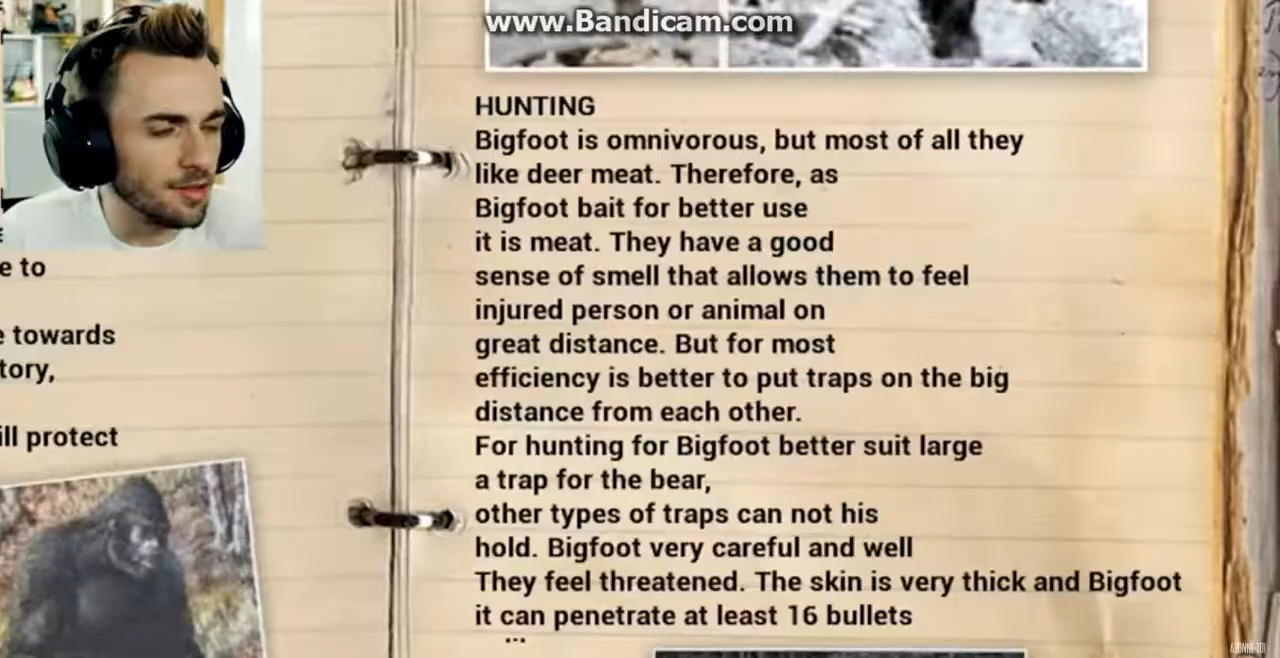 www.Bandicam.com
e to
e towards
tory,
ill protect
HUNTING
Bigfoot is omnivorous, but most of all they
like deer meat. Therefore, as
Bigfoot bait for better use
it is meat. They have a good
sense of smell that allows them to feel
injured person or animal on
great distance. But for most
efficiency is better to put traps on the big
distance from each other.
For hunting for Bigfoot better suit large
a trap for the bear,
other types of traps can not his
hold. Bigfoot very careful and well
They feel threatened. The skin is very thick and Bigfoot
it can penetrate at least 16 bullets
...
ABONNE-TOI